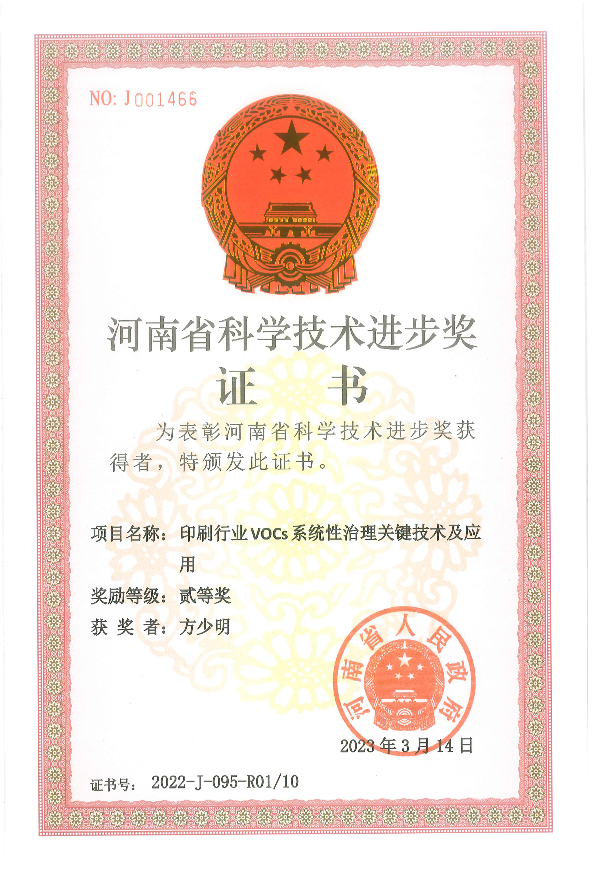 NO: J001466
河南省科学技术进步奖
证 书
为表彰河南省科学技术进步奖获
得者，特颁发此证书。
项目名称： 印刷行业VOCs系统性治理关键技术及应
用
奖励等级： 贰等奖
获 奖 者： 方少明
河南省人民政府
2023年3月14日
证书号： 2022-J-095-R01/10